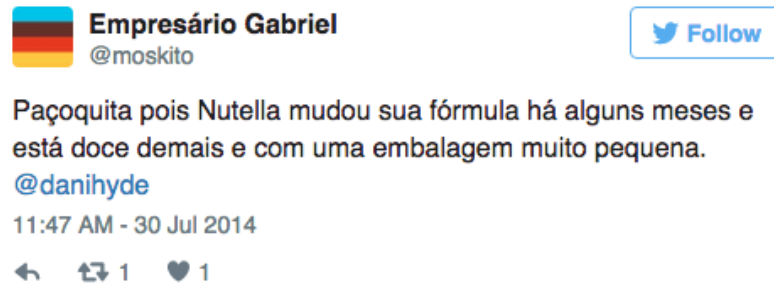 Empresário Gabriel
@moskito
Follow
Paçoquita pois Nutella mudou sua fórmula há alguns meses e
está doce demais e com uma embalagem muito pequena.
@danihyde
11:47 AM - 30 Jul 2014
1 1